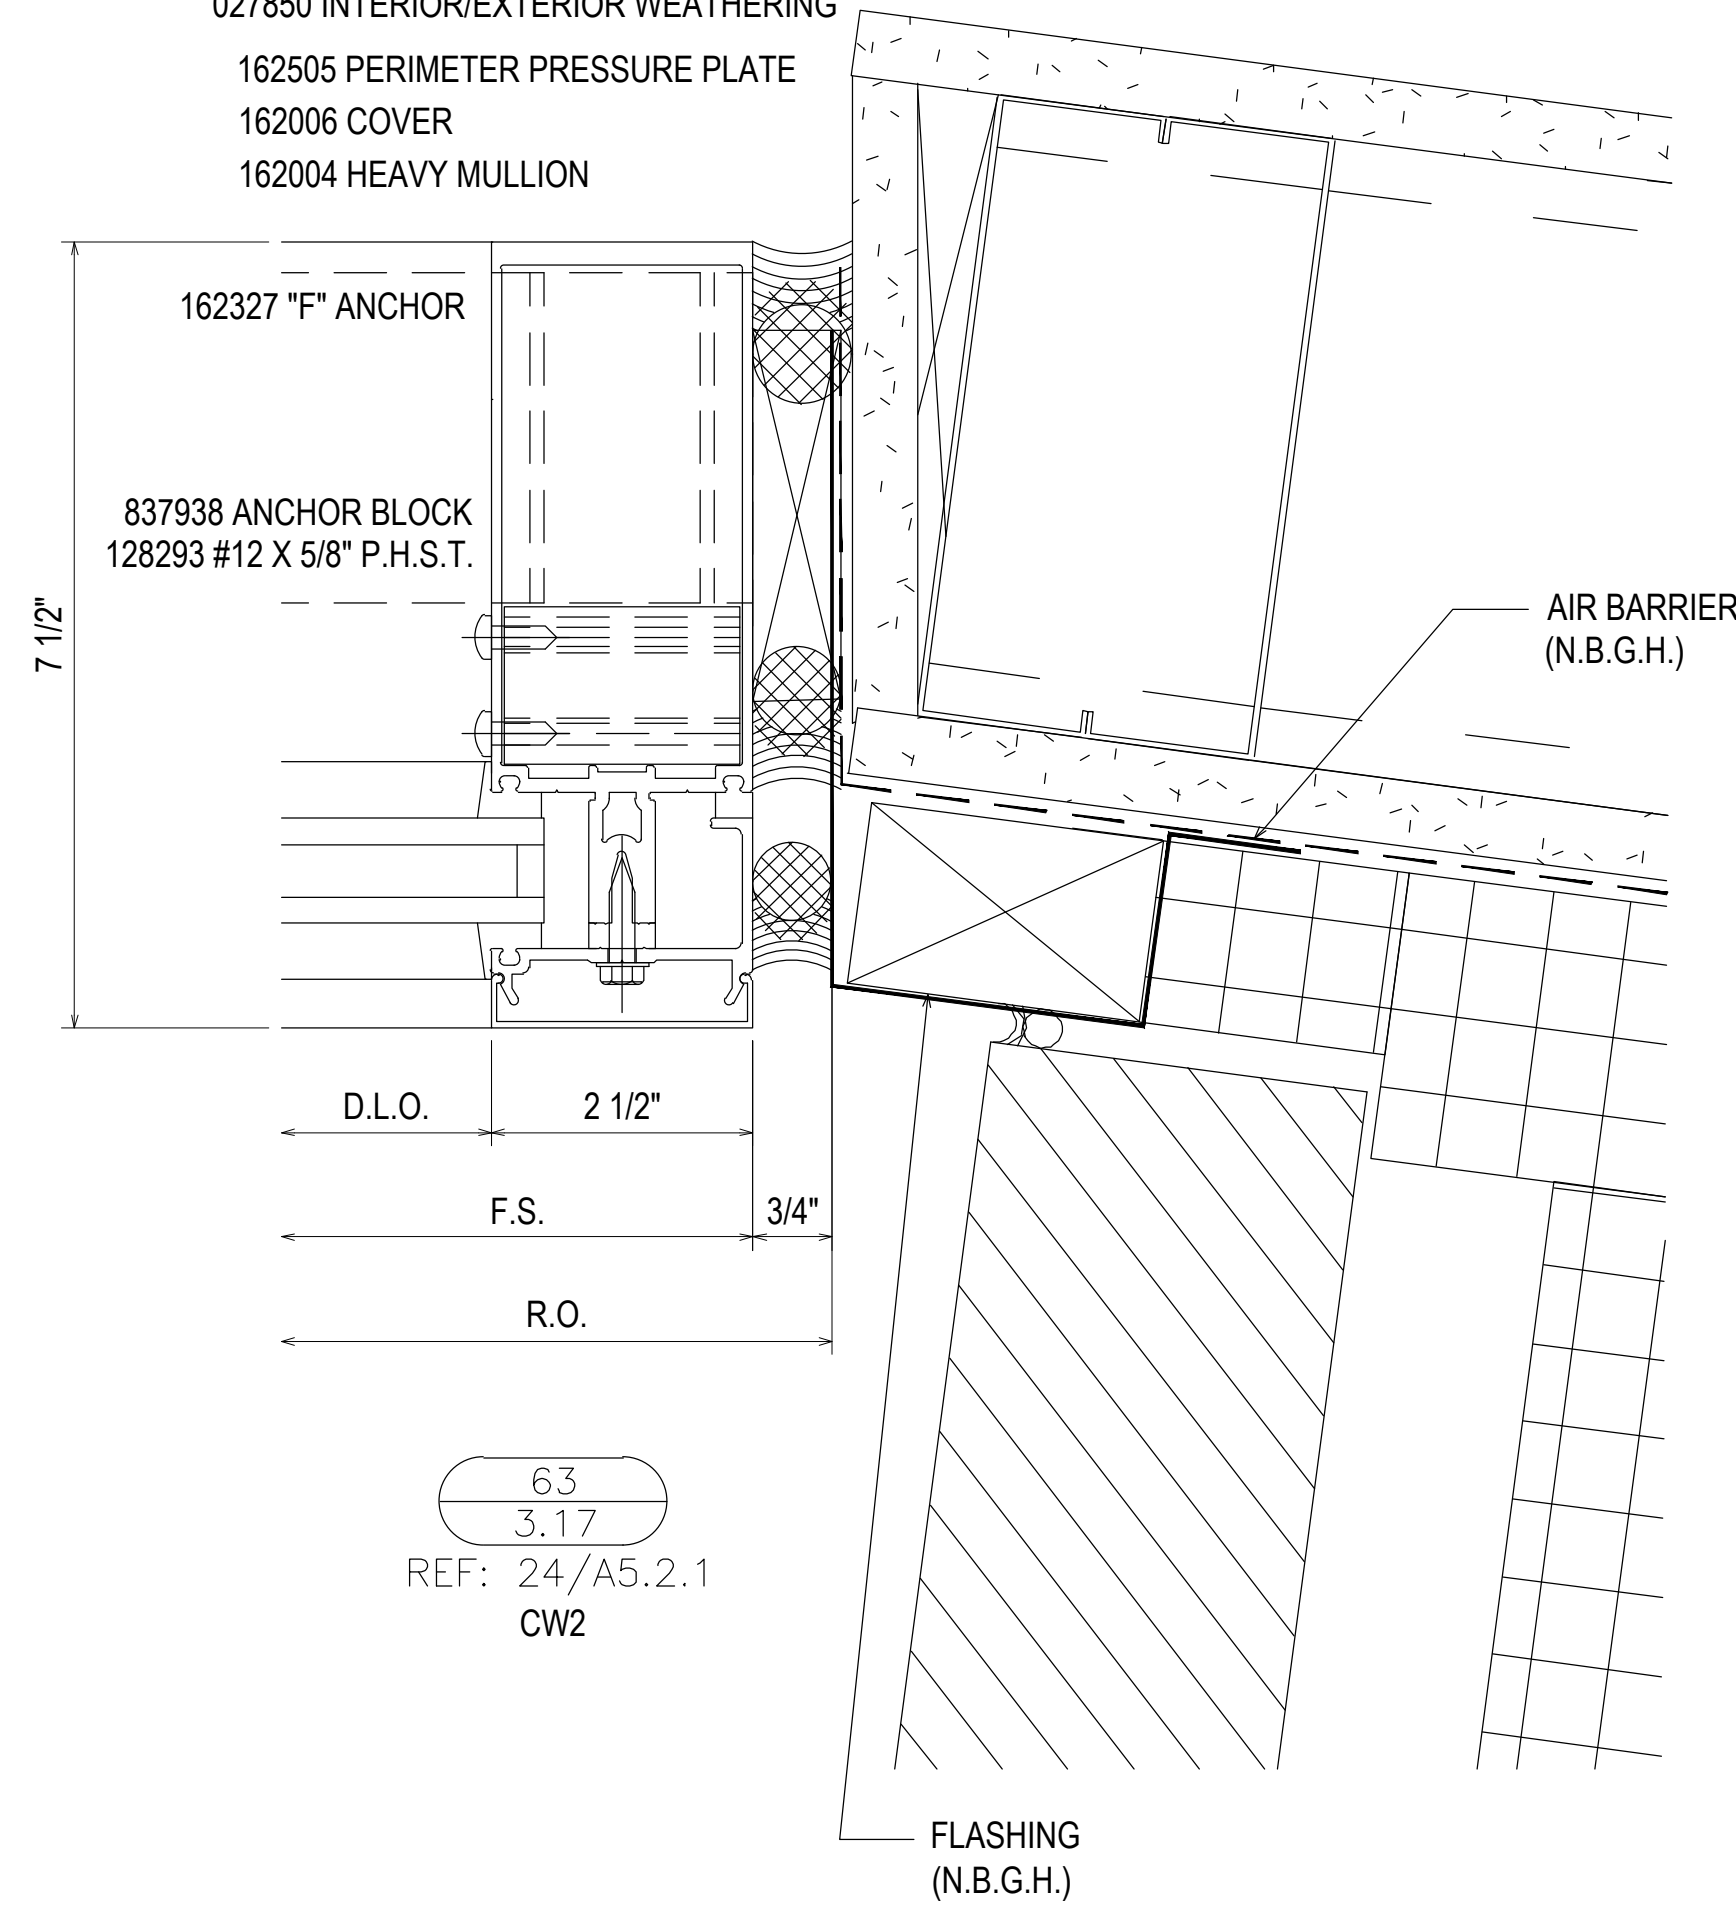 027850 INTERIOR/EXTERIOR WEATHERING
162505 PERIMETER PRESSURE PLATE
162006 COVER
162004 HEAVY MULLION
162327 "F" ANCHOR
837938 ANCHOR BLOCK
128293 #12 X 5/8" P.H.S.T.
7 1/2"
AIR BARRIER
(N.B.G.H.)
D.L.O.
2 1/2"
F.S.
3/4"
R.O.
63
3.17
REF: 24/A5.2.1
CW2
FLASHING
(N.B.G.H.)